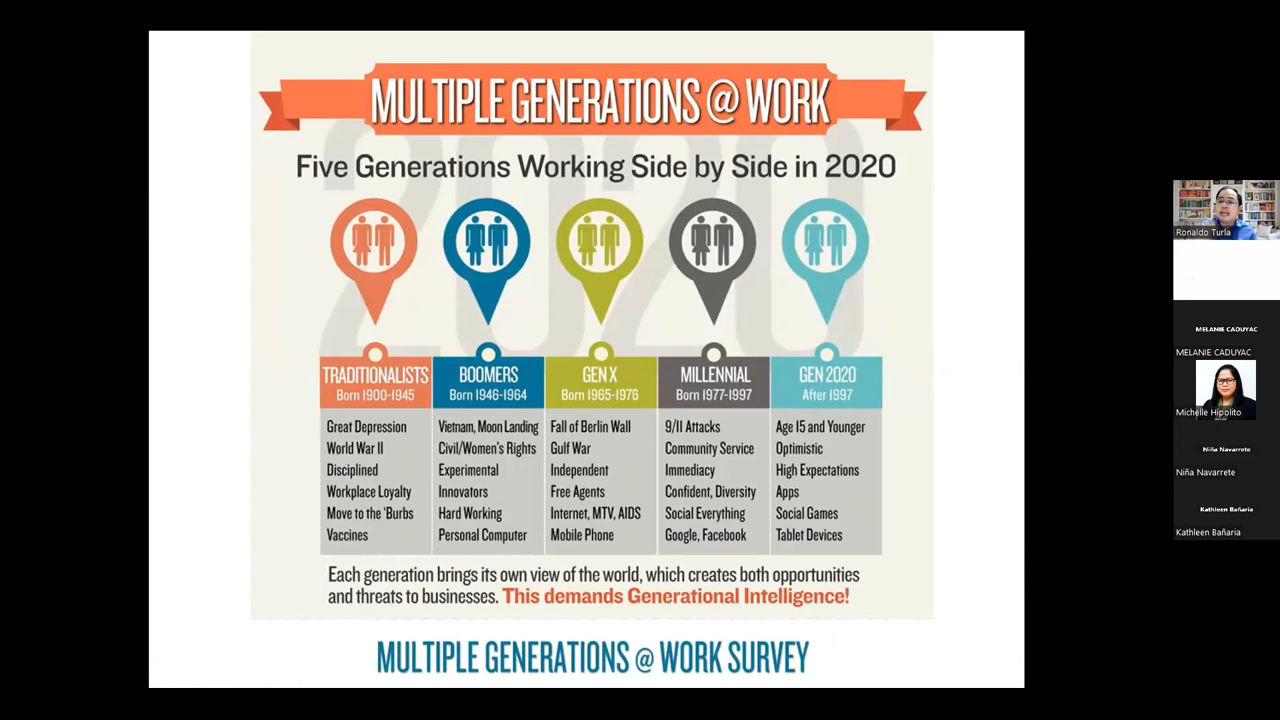 MULTIPLE GENERATIONS @ WORK
Five Generations Working Side by Side in 2020
TRADITIONALISTS
Born 1900-1945
Great Depression
World War II
Disciplined
Workplace Loyalty
Move to the 'Burbs
Vaccines
BOOMERS
Born 1946-1964
Vietnam, Moon Landing
Civil/Women's Rights
Experimental
Innovators
Hard Working
Personal Computer
GEN X
Born 1965-1976
Fall of Berlin Wall
Gulf War
Independent
Free Agents
Internet, MTV, AIDS
Mobile Phone
MILLENNIAL
Born 1977-1997
9/11 Attacks
Community Service
Immediacy
Confident, Diversity
Social Everything
Google, Facebook
GEN 2020
After 1997
Age 15 and Younger
Optimistic
High Expectations
Apps
Social Games
Tablet Devices
Each generation brings its own view of the world, which creates both opportunities
and threats to businesses. This demands Generational Intelligence!
MULTIPLE GENERATIONS @ WORK SURVEY
2020
Ronaldo Turla
MELANIE CADUYAC
MELANIE CADUYAC
Michelle Hipolito
Niña Navarrete
Niña Navarrete
Kathleen Bañaria
Kathleen Bañaria